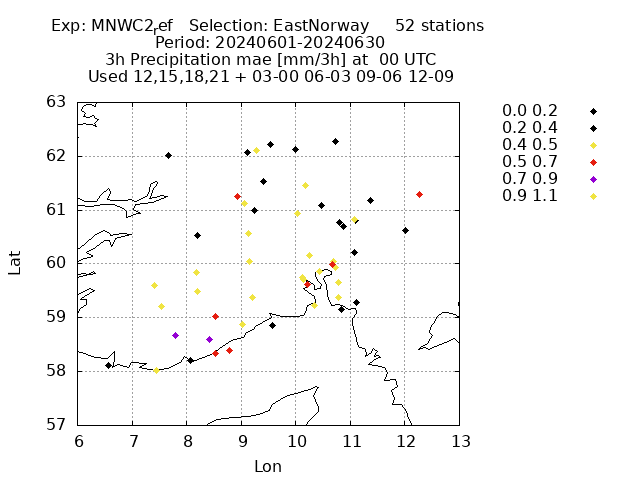 Exp: MNWC2ref   Selection: EastNorway     52 stations
Period: 20240601-20240630
3h Precipitation mae [mm/3h] at  00 UTC
Used 12,15,18,21 + 03-00 06-03 09-06 12-09
0.0 0.2
0.2 0.4
0.4 0.5
0.5 0.7
0.7 0.9
0.9 1.1
63
62
61
60
59
58
57
Lat
6 7 8 9 10 11 12 13
Lon